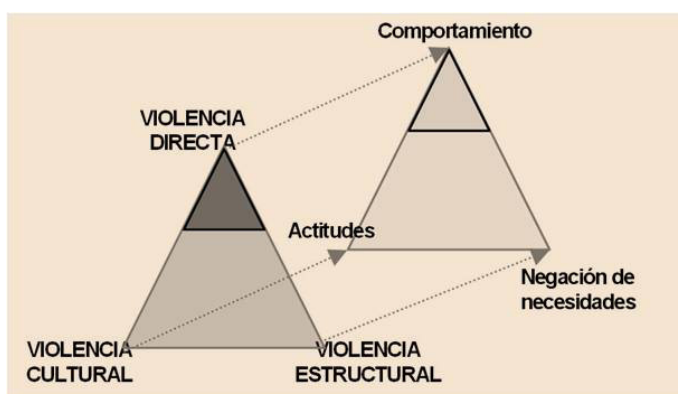 Comportamiento
VIOLENCIA
DIRECTA
Actitudes
Negación de
necesidades
VIOLENCIA
CULTURAL
VIOLENCIA
ESTRUCTURAL